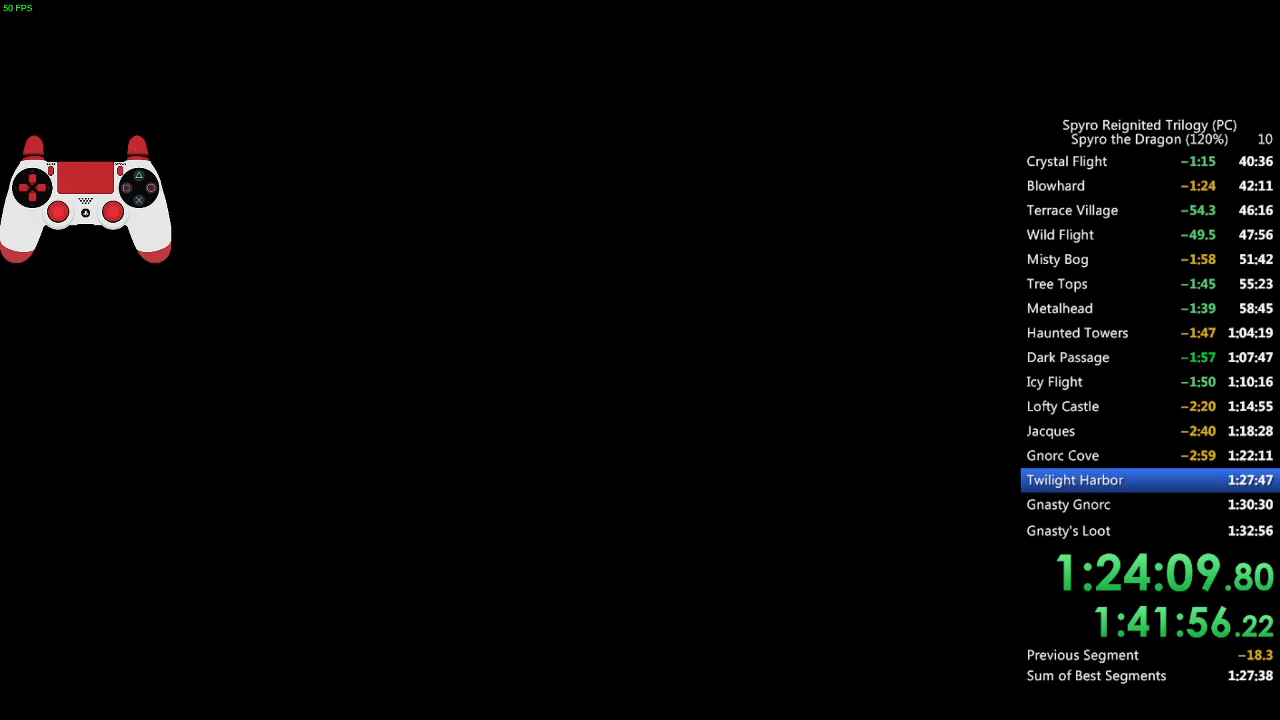 50 FPS
Spyro Reignited Trilogy (PC)
Spyro the Dragon (120%) 10
Crystal Flight −1:15 40:36
Blowhard −1:24 42:11
Terrace Village −54.3 46:16
Wild Flight −49.5 47:56
Misty Bog −1:58 51:42
Tree Tops −1:45 55:23
Metalhead −1:39 58:45
Haunted Towers −1:47 1:04:19
Dark Passage −1:57 1:07:47
Icy Flight −1:50 1:10:16
Lofty Castle −2:20 1:14:55
Jacques −2:40 1:18:28
Gnorc Cove −2:59 1:22:11
Twilight Harbor 1:27:47
Gnasty Gnorc 1:30:30
Gnasty's Loot 1:32:56
1:24:09.80
1:41:56.22
Previous Segment −18.3
Sum of Best Segments 1:27:38